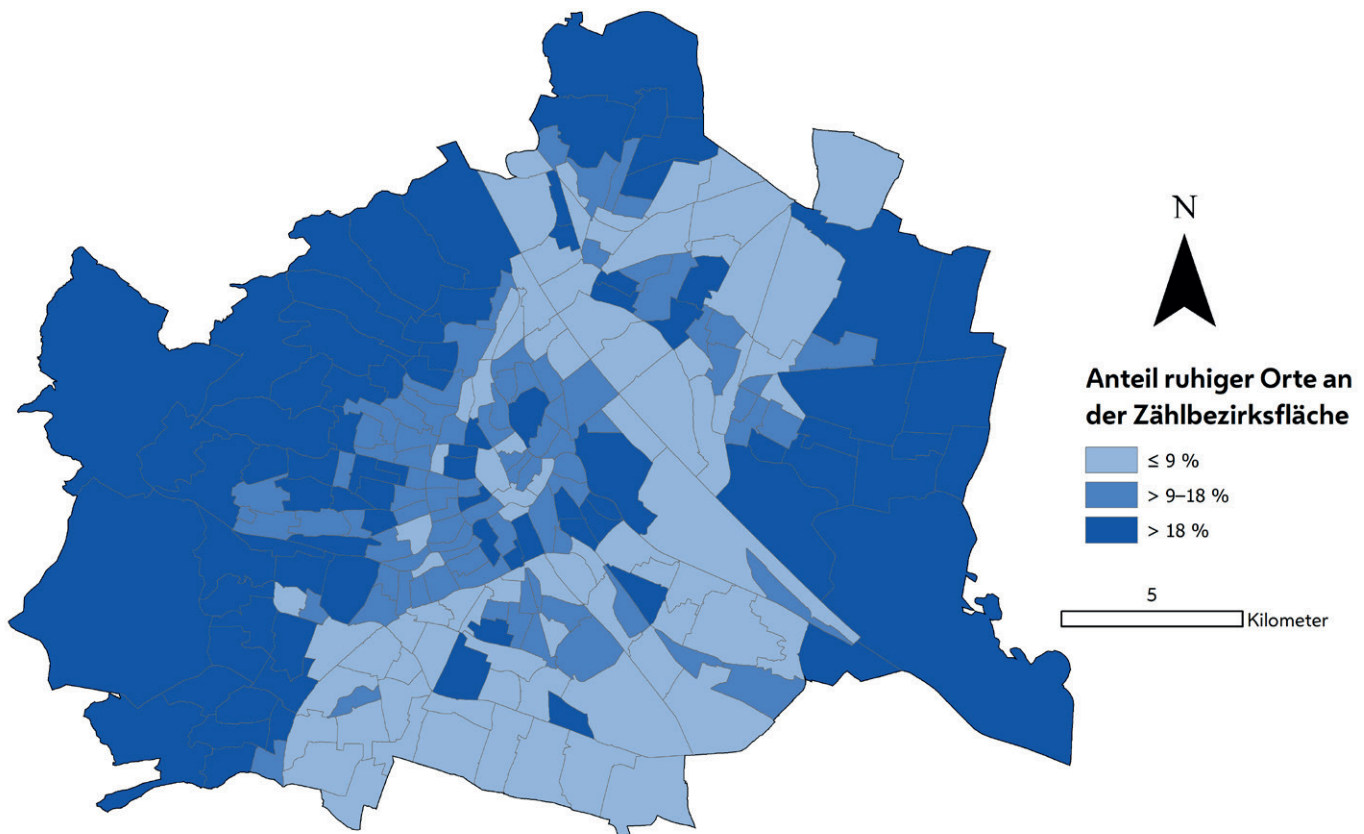 N
Anteil ruhiger Orte an
der Zählbezirksfläche
≤ 9 %
> 9–18 %
> 18 %
5
Kilometer